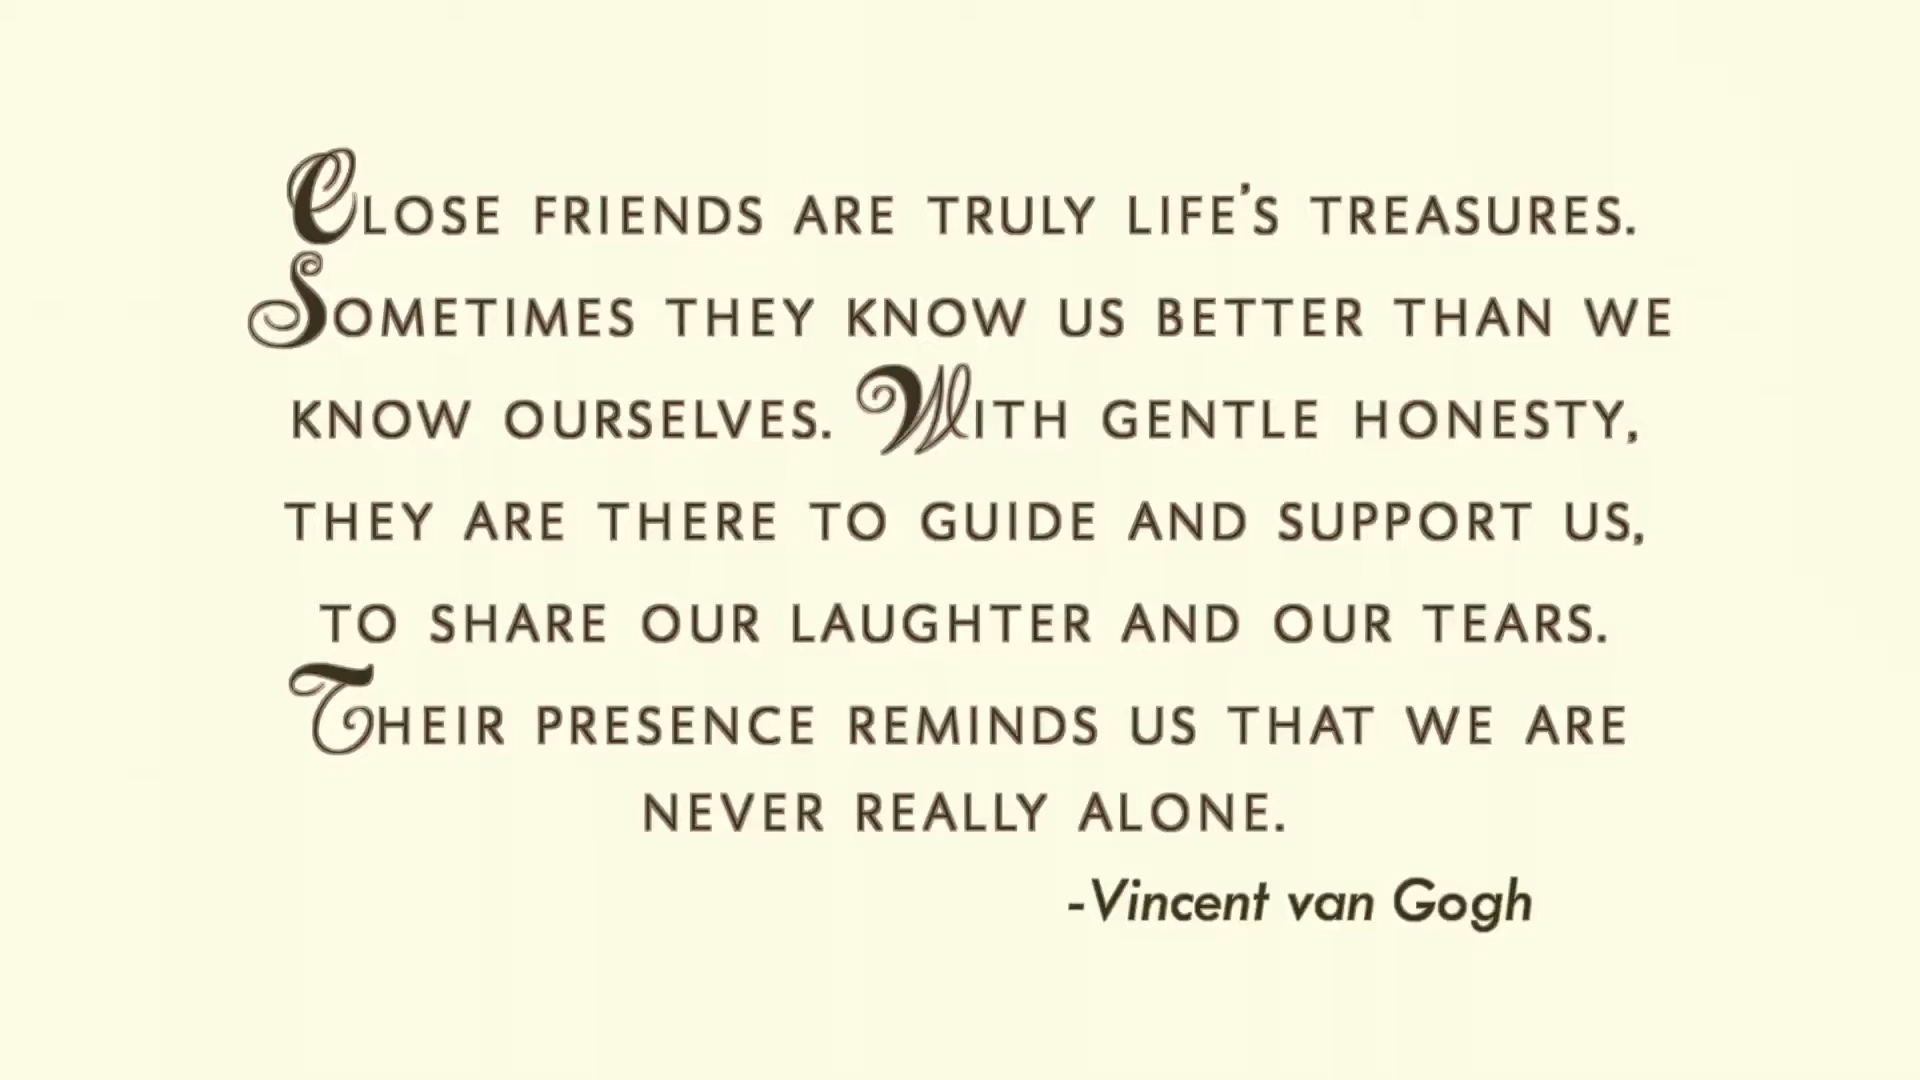 Close friends are truly life's treasures.
Sometimes they know us better than we
know ourselves. With gentle honesty,
they are there to guide and support us,
to share our laughter and our tears.
Their presence reminds us that we are
never really alone.
-Vincent van Gogh